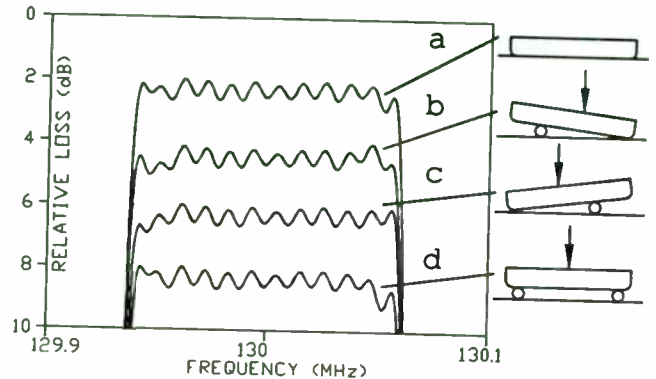 0
2
4
6
8
10
RELATIVE LOSS (dB)
a
b
c
d
129.9
130
130.1
FREQUENCY (MHz)